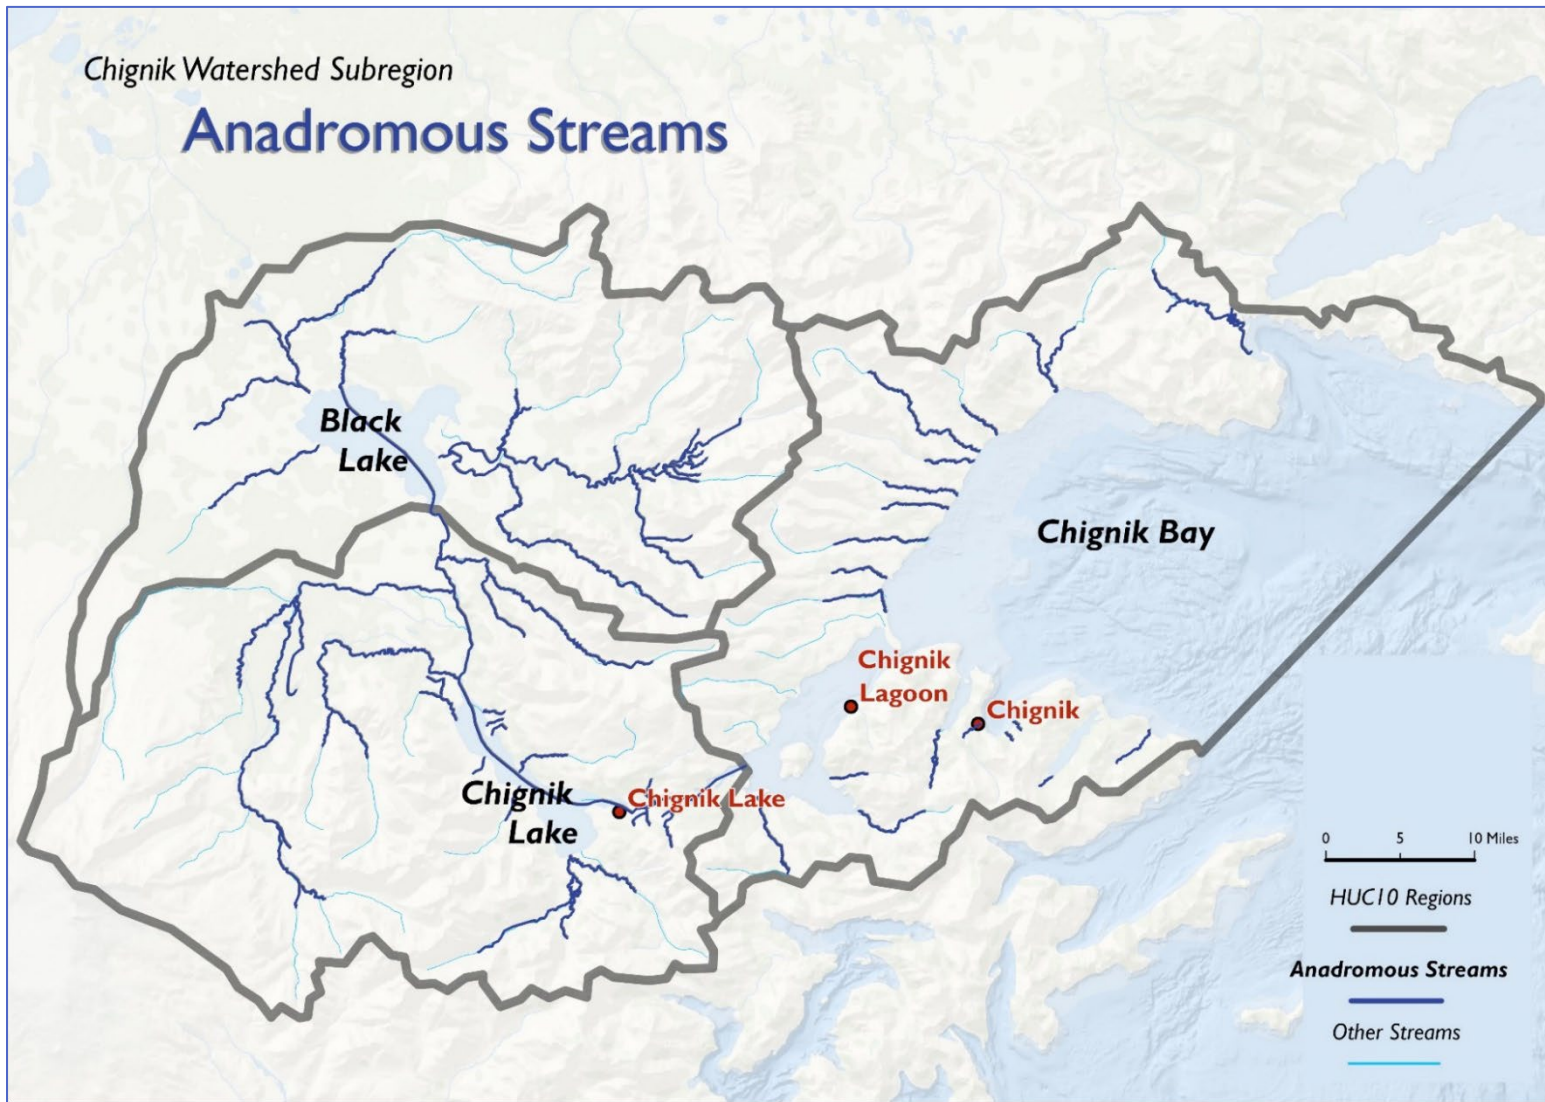 Chignik Watershed Subregion
Anadromous Streams
Black
Lake
Chignik Bay
Chignik
Lagoon
Chignik
Chignik
Lake
Chignik Lake
0 5 10 Miles
HUC10 Regions
Anadromous Streams
Other Streams